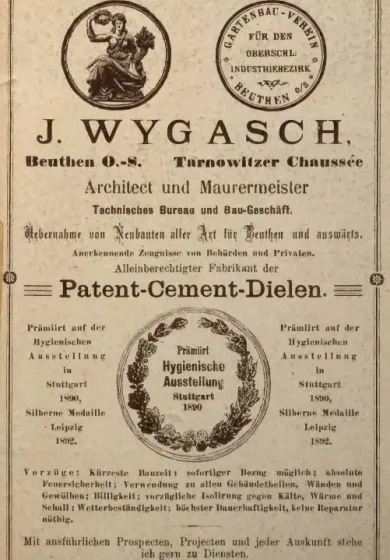 GARTENBAU-VEREIN
FÜR DEN
OBERSCHL:
INDUSTRIEBEZIRK
BEUTHEN O/S
J. WYGASCH,
Beuthen O.-S. Tarnowitzer Chaussée
Architect und Maurermeister
Technisches Bureau und Bau-Geschäft.
Uebernahme von Neubauten aller Art für Beuthen und auswärts.
Anerkennende Zeugnisse von Behörden und Privaten.
Alleinberechtigter Fabrikant der
Patent-Cement-Dielen.
Prämiirt auf der
Hygienischen
Ausstellung
in
Stuttgart
1890,
Silberne Medaille
Leipzig
1892.
Prämiirt
Hygienische
Ausstellung
Stuttgart
1890
Prämiirt auf der
Hygienischen
Ausstellung
in
Stuttgart
1890,
Silberne Medaille
Leipzig
1892.
Vorzüge: Kürzeste Bauzeit: sofortiger Bezug möglich; absolute
Feuersicherheit; Verwendung zu allen Gebäudetheilen, Wänden und
Gewölben; Billigkeit; vorzügliche Isolirung gegen Kälte, Wärme und
Schall; Wetterbeständigkeit; höchster Dauerhaftigkeit, keine Reparatur
nöthig.
Mit ausführlichen Prospecten, Projecten und jeder Auskunft stehe
ich gern zu Diensten.